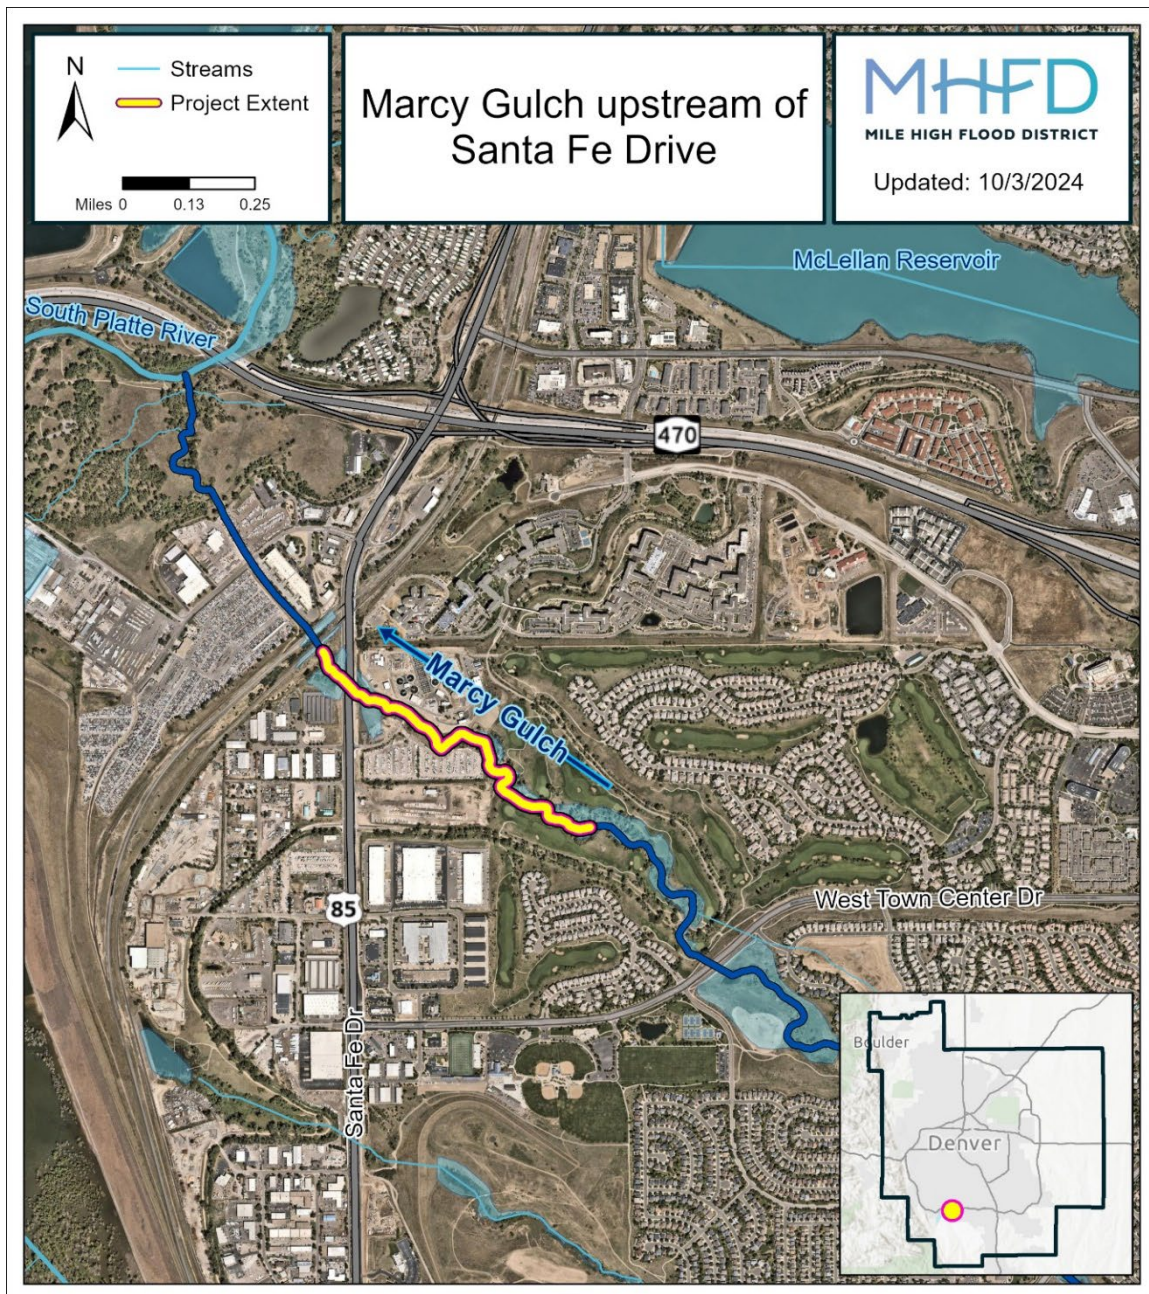 N
Streams
Project Extent
Miles 0 0.13 0.25
Marcy Gulch upstream of
Santa Fe Drive
MHFD
MILE HIGH FLOOD DISTRICT
Updated: 10/3/2024
McLellan Reservoir
South Platte River
470
Marcy Gulch
85
West Town Center Dr
Santa Fe Dr
Boulder
Denver